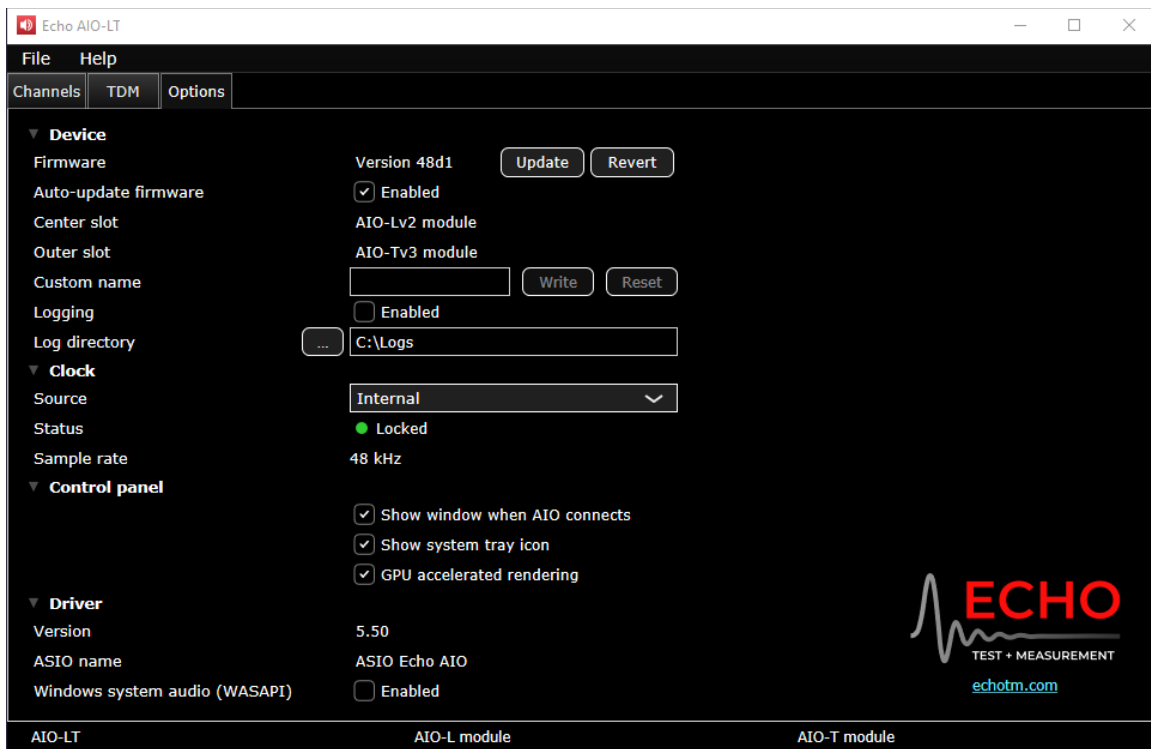 Echo AIO-LT
File Help
Channels TDM Options
Device
Firmware Version 48d1 Update Revert
Auto-update firmware Enabled
Center slot AIO-Lv2 module
Outer slot AIO-Tv3 module
Custom name Write Reset
Logging Enabled
Log directory ... C:\Logs
Clock
Source Internal
Status Locked
Sample rate 48 kHz
Control panel
Show window when AIO connects
Show system tray icon
GPU accelerated rendering
Driver
Version 5.50
ASIO name ASIO Echo AIO
Windows system audio (WASAPI) Enabled
ECHO
TEST + MEASUREMENT
echotm.com
AIO-LT AIO-L module AIO-T module